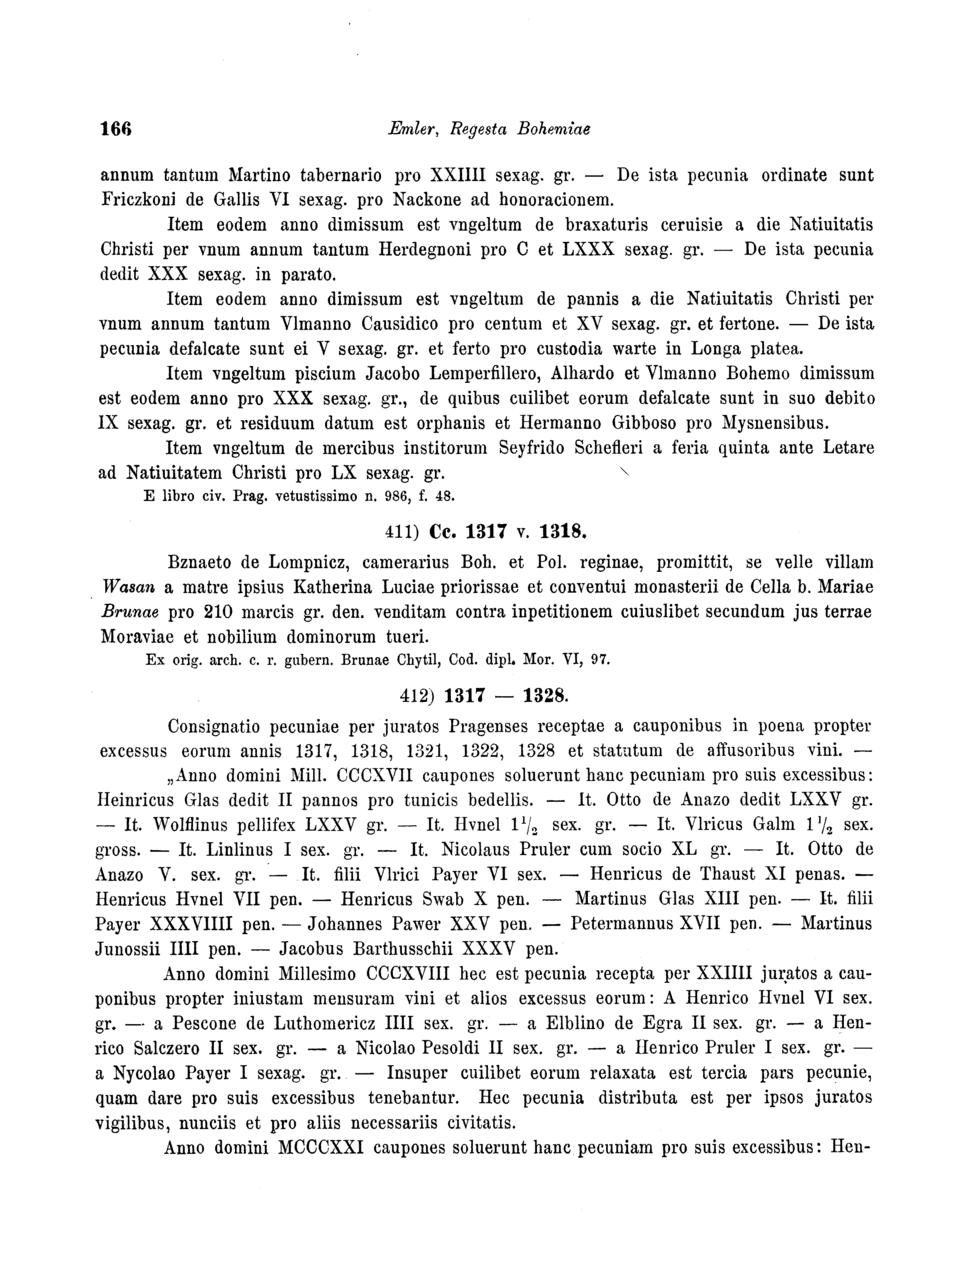 166 Emler, Regesta Bohemiae
annum tantum Martino tabernario pro XXIIII sexag. gr. — De ista pecunia ordinate sunt
Friczkoni de Gallis VI sexag. pro Nackone ad honoracionem.
Item eodem anno dimissum est vngeltum de braxaturis ceruisie a die Natiuitatis
Christi per vnum annum tantum Herdegnoni pro C et LXXX sexag. gr. — De ista pecunia
dedit XXX sexag. in parato.
Item eodem anno dimissum est vngeltum de pannis a die Natiuitatis Christi per
vnum annum tantum Vlmanno Causidico pro centum et XV sexag. gr. et fertone. — De ista
pecunia defalcate sunt ei V sexag. gr. et ferto pro custodia warte in Longa platea.
Item vngeltum piscium Jacobo Lemperfillero, Alhardo et Vlmanno Bohemo dimissum
est eodem anno pro XXX sexag. gr., de quibus cuilibet eorum defalcate sunt in suo debito
IX sexag. gr. et residuum datum est orphanis et Hermanno Gibboso pro Mysnensibus.
Item vngeltum de mercibus institorum Seyfrido Schefleri a feria quinta ante Letare
ad Natiuitatem Christi pro LX sexag. gr.
E libro civ. Prag. vetustissimo n. 986, f. 48.
411) Cc. 1317 v. 1318.
Bznaeto de Lompnicz, camerarius Boh. et Pol. reginae, promittit, se velle villam
Wasan a matre ipsius Katherina Luciae priorissae et conventui monasterii de Cella b. Mariae
Brunae pro 210 marcis gr. den. venditam contra inpetitionem cuiuslibet secundum jus terrae
Moraviae et nobilium dominorum tueri.
Ex orig. arch. c. r. gubern. Brunae Chytil, Cod. dipl. Mor. VI, 97.
412) 1317 — 1328.
Consignatio pecuniae per juratos Pragenses receptae a cauponibus in poena propter
excessus eorum annis 1317, 1318, 1321, 1322, 1328 et statutum de affusoribus vini. —
„Anno domini Mill. CCCXVII caupones soluerunt hanc pecuniam pro suis excessibus:
Heinricus Glas dedit II pannos pro tunicis bedellis. — It. Otto de Anazo dedit LXXV gr.
— It. Wolflinus pellifex LXXV gr. — It. Hvnel 1 1/2 sex. gr. — It. Vlricus Galm 1 1/2 sex.
gross. — It. Linlinus I sex. gr. — It. Nicolaus Pruler cum socio XL gr. — It. Otto de
Anazo V. sex. gr. — It. filii Vlrici Payer VI sex. — Henricus de Thaust XI penas. —
Henricus Hvnel VII pen. — Henricus Swab X pen. — Martinus Glas XIII pen. — It. filii
Payer XXXVIIII pen. — Johannes Pawer XXV pen. — Petermannus XVII pen. — Martinus
Junossii IIII pen. — Jacobus Barthusschii XXXV pen.
Anno domini Millesimo CCCXVIII hec est pecunia recepta per XXIIII juratos a cau-
ponibus propter iniustam mensuram vini et alios excessus eorum: A Henrico Hvnel VI sex.
gr. — a Pescone de Luthomericz IIII sex. gr. — a Elblino de Egra II sex. gr. — a Hen-
rico Salczero II sex. gr. — a Nicolao Pesoldi II sex. gr. — a Henrico Pruler I sex. gr. —
a Nycolao Payer I sexag. gr. — Insuper cuilibet eorum relaxata est tercia pars pecunie,
quam dare pro suis excessibus tenebantur. Hec pecunia distributa est per ipsos juratos
vigilibus, nunciis et pro aliis necessariis civitatis.
Anno domini MCCCXXI caupones soluerunt hanc pecuniam pro suis excessibus: Hen-